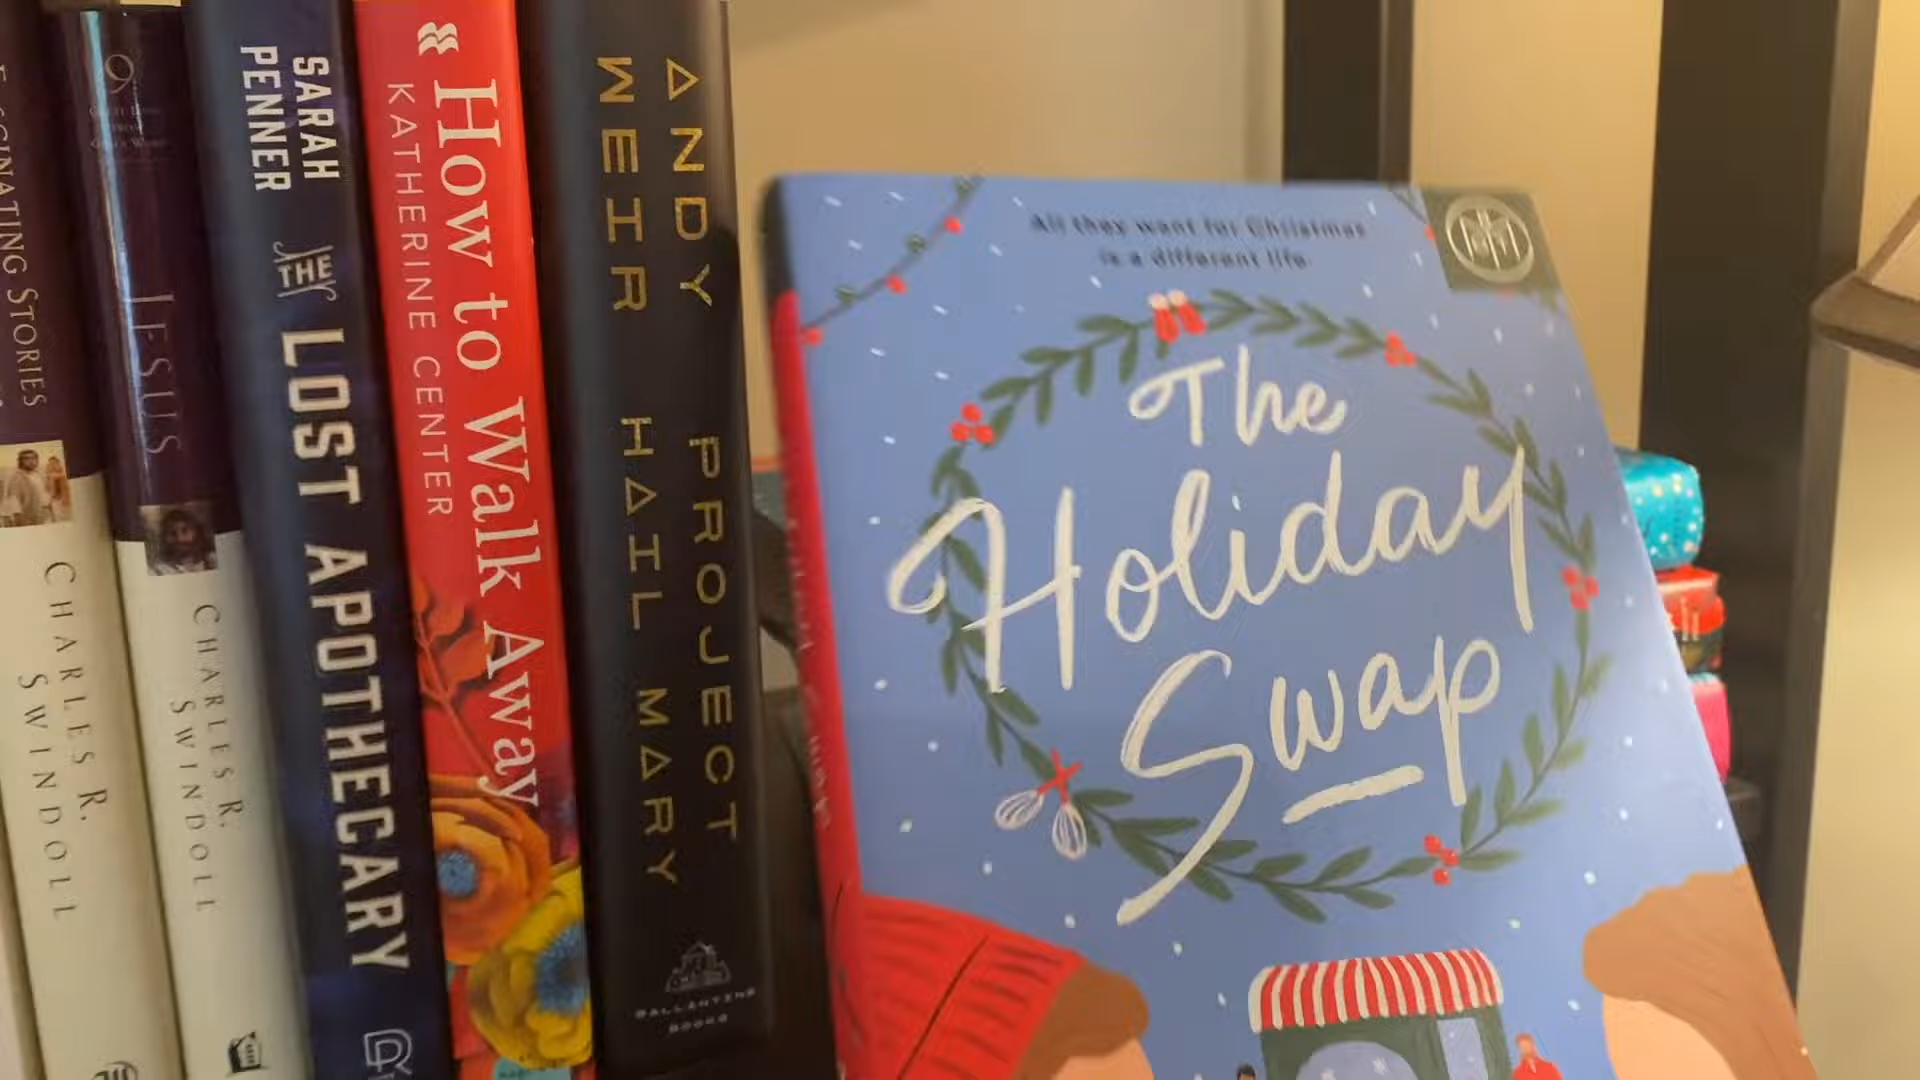 FASCINATING STORIES
CHARLES R.
SWINDOLL
JESUS
CHARLES R.
SWINDOLL
SARAH
PENNER
THE
LOST APOTHECARY
How to Walk Away
KATHERINE CENTER
ANDY
WEIR
PROJECT
HAIL MARY
BALLANTINE
BOOKS
All they want for Christmas
is a different life.
The
Holiday
Swap